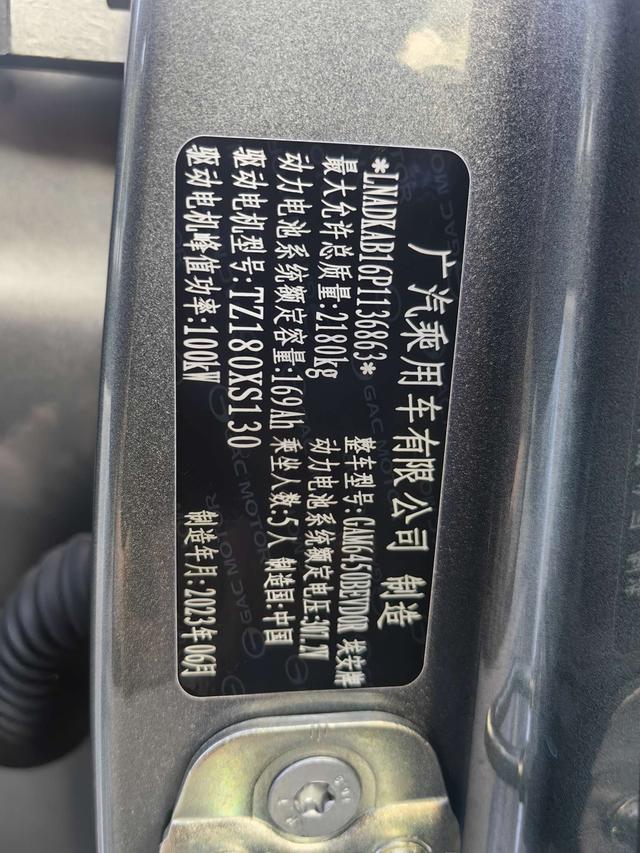 广汽乘用车有限公司 制造
*LNADKAB16P1136863* 整车型号:GAM6450BEVD0Q 埃安牌
最大允许总质量:2180kg 动力电池系统额定电压:307.2V
动力电池系统额定容量:169Ah 乘坐人数:5人 制造国:中国
驱动电机型号:TZ180XS130
驱动电机峰值功率:100kW 制造年月:2023年06月
GAC MOTOR